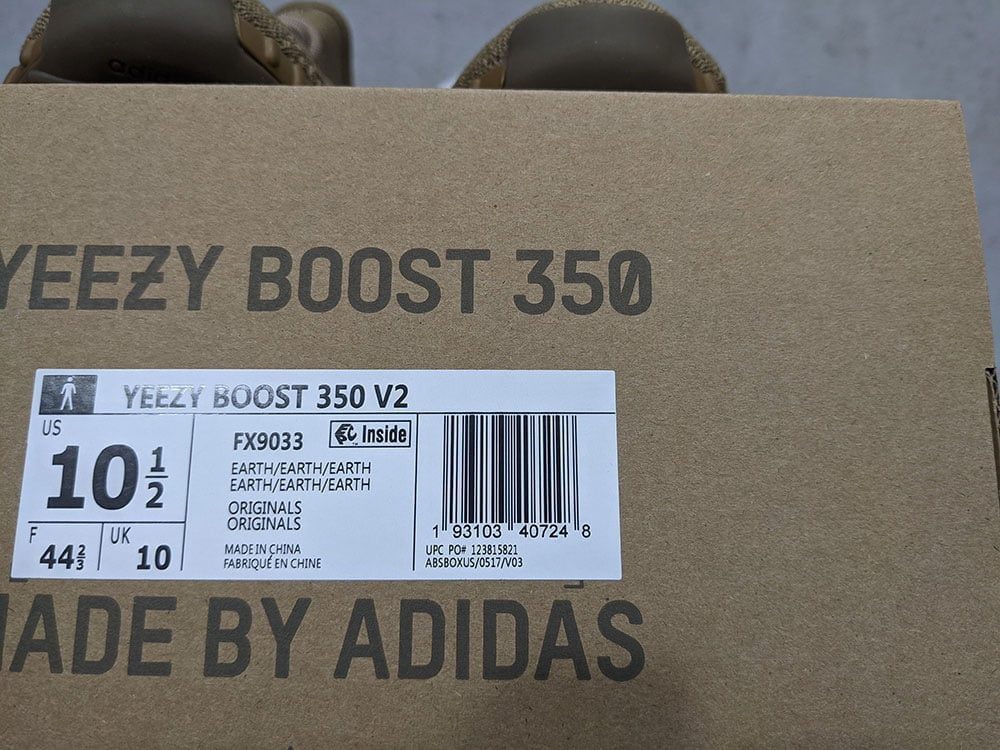 adidas
YEEZY BOOST 350
YEEZY BOOST 350 V2
US
10 1/2
F
44 2/3
UK
10
FX9033
Inside
EARTH/EARTH/EARTH
EARTH/EARTH/EARTH
ORIGINALS
ORIGINALS
MADE IN CHINA
FABRIQUÉ EN CHINE
1 93103 40724 8
UPC PO# 123815821
ABSBOXUS/0517/V03
MADE BY ADIDAS